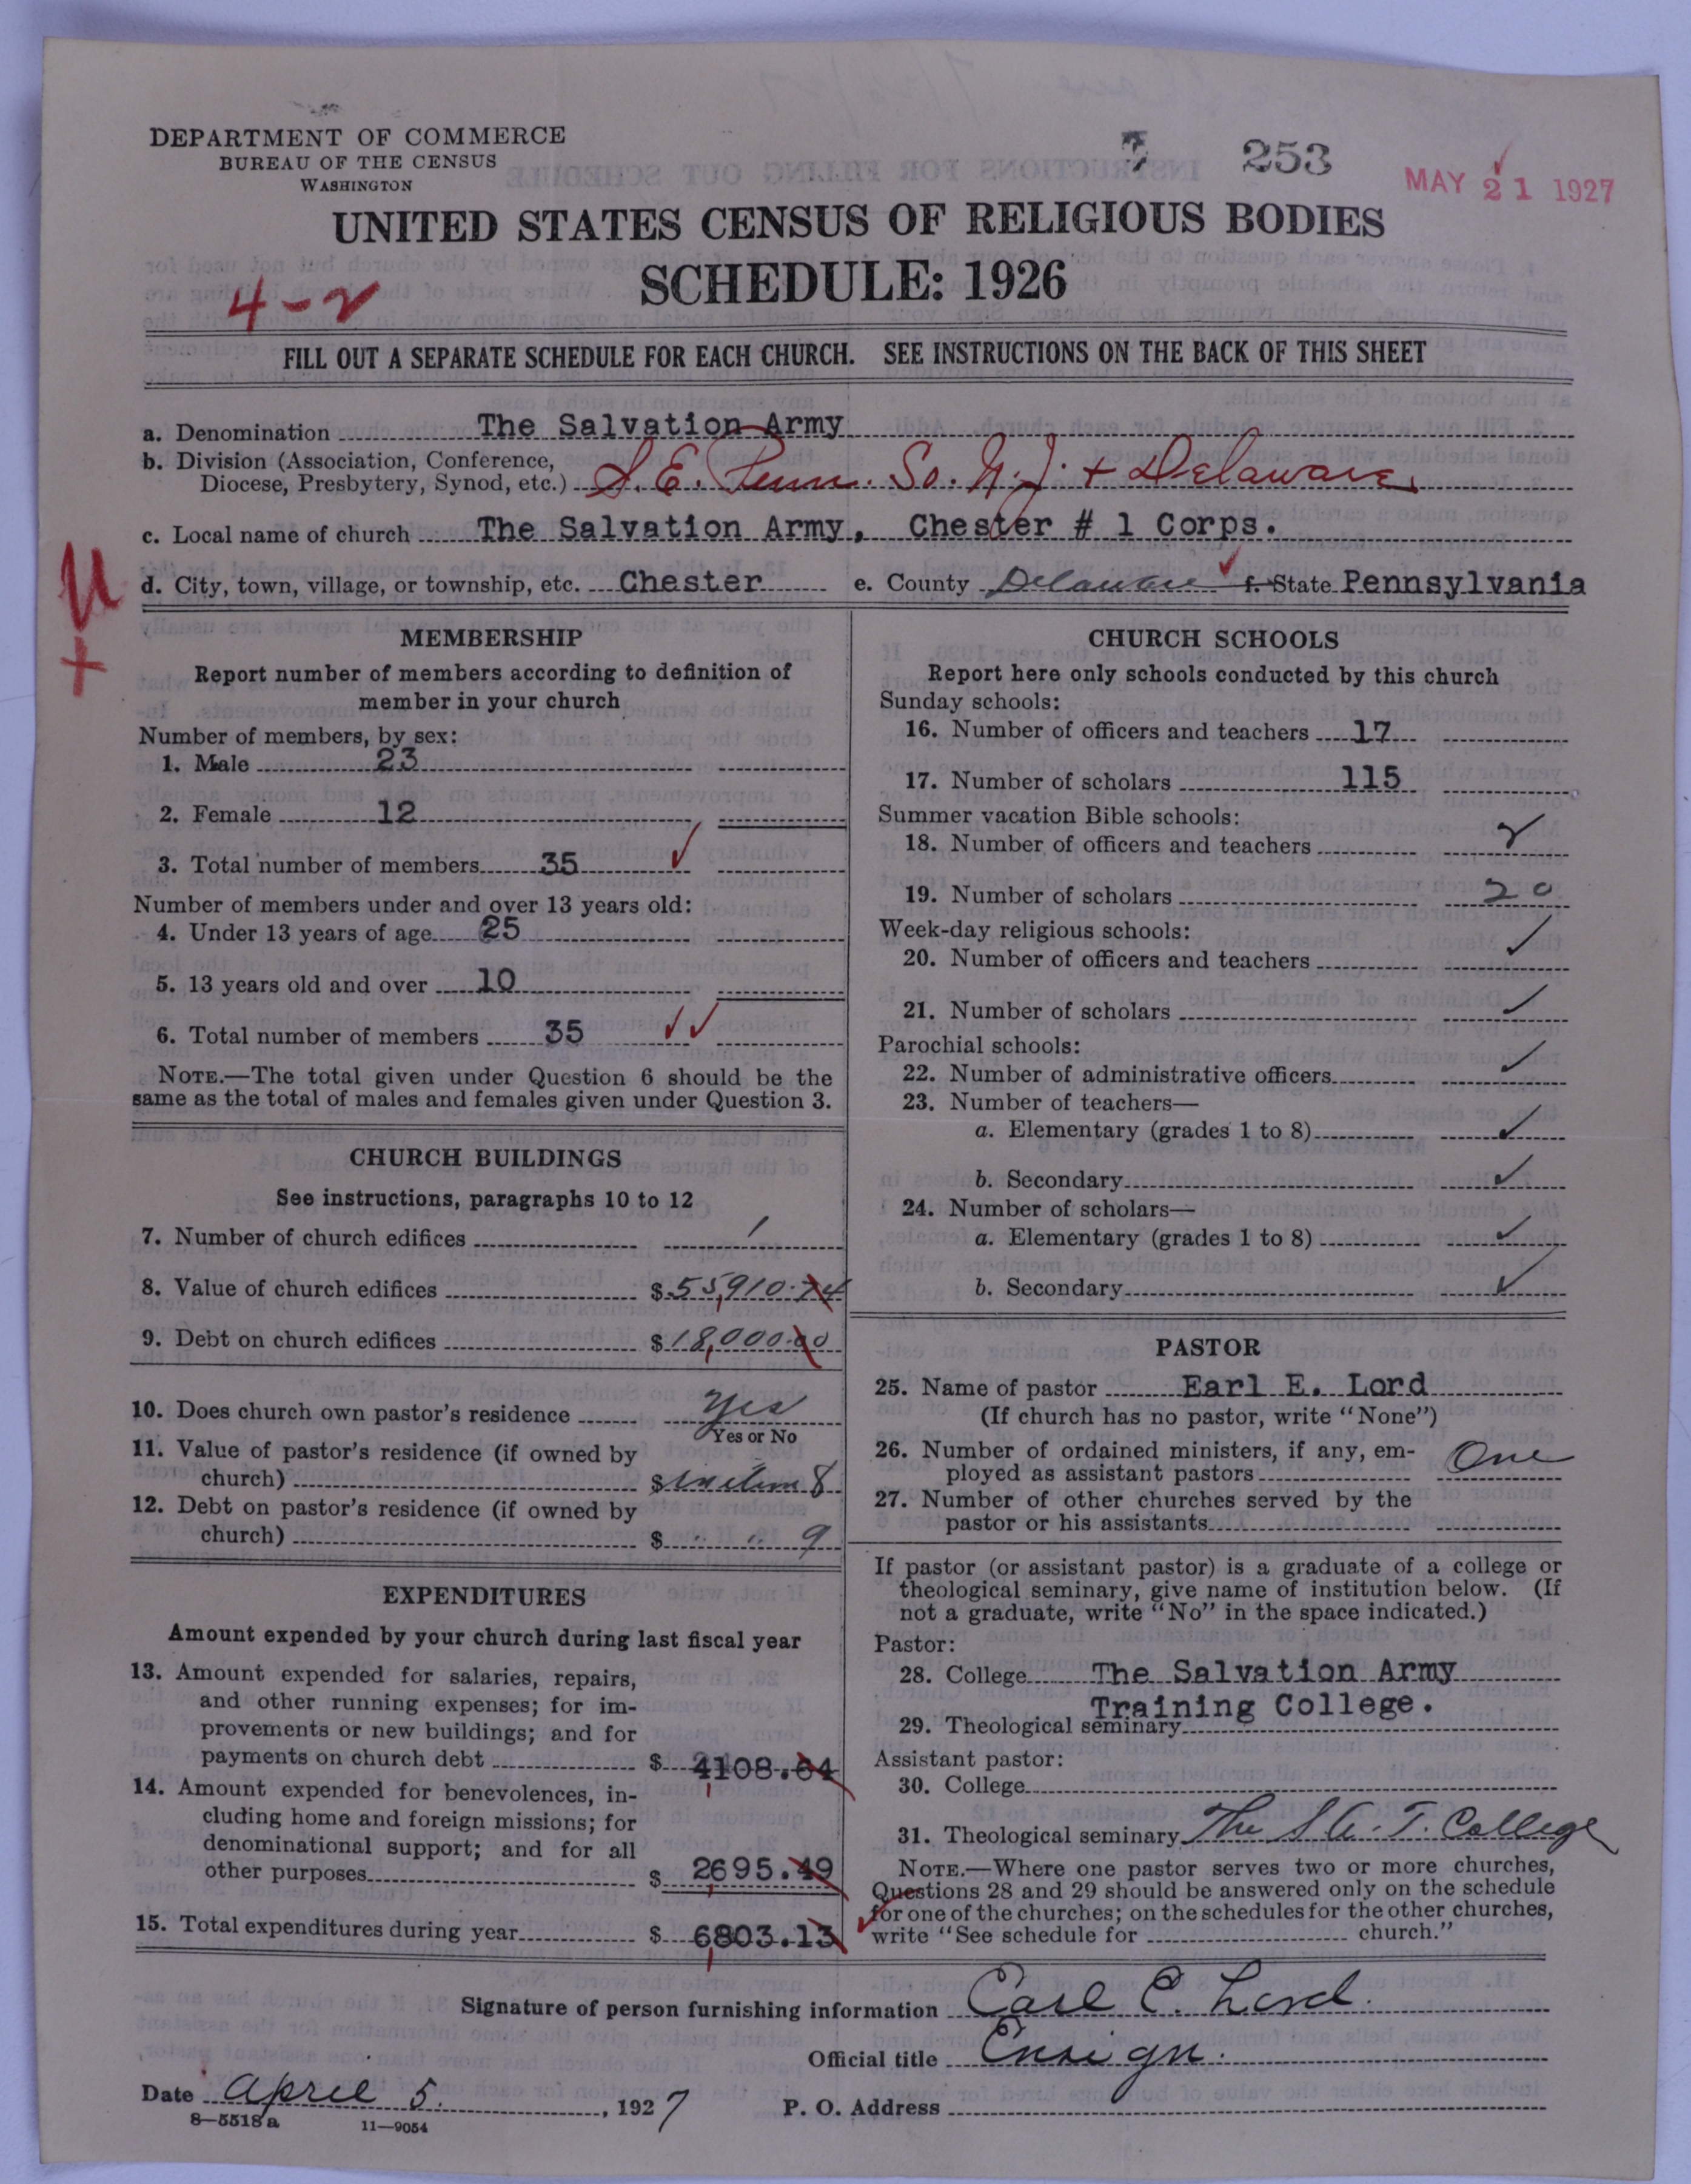 DEPARTMENT OF COMMERCE
BUREAU OF THE CENSUS
WASHINGTON
253
MAY 21 1927
UNITED STATES CENSUS OF RELIGIOUS BODIES
SCHEDULE: 1926
4-2
FILL OUT A SEPARATE SCHEDULE FOR EACH CHURCH. SEE INSTRUCTIONS ON THE BACK OF THIS SHEET
a. Denomination The Salvation Army
b. Division (Association, Conference,
Diocese, Presbytery, Synod, etc.) S. E. Penn. So. N. J. + Delaware
c. Local name of church The Salvation Army, Chester # 1 Corps.
d. City, town, village, or township, etc. Chester e. County Delaware f. State Pennsylvania
MEMBERSHIP
Report number of members according to definition of
member in your church
Number of members, by sex:
1. Male 23
2. Female 12
3. Total number of members 35
Number of members under and over 13 years old:
4. Under 13 years of age 25
5. 13 years old and over 10
6. Total number of members 35
NOTE.—The total given under Question 6 should be the
same as the total of males and females given under Question 3.
CHURCH BUILDINGS
See instructions, paragraphs 10 to 12
7. Number of church edifices 1
8. Value of church edifices $55,910.74
9. Debt on church edifices $18,000.00
10. Does church own pastor's residence Yes
Yes or No
11. Value of pastor's residence (if owned by
church) $ in item 8
12. Debt on pastor's residence (if owned by
church) $ " " 9
EXPENDITURES
Amount expended by your church during last fiscal year
13. Amount expended for salaries, repairs,
and other running expenses; for im-
provements or new buildings; and for
payments on church debt $ 4108.64
14. Amount expended for benevolences, in-
cluding home and foreign missions; for
denominational support; and for all
other purposes $ 2695.49
15. Total expenditures during year $ 6803.13
CHURCH SCHOOLS
Report here only schools conducted by this church
Sunday schools:
16. Number of officers and teachers 17
17. Number of scholars 115
Summer vacation Bible schools:
18. Number of officers and teachers 2
19. Number of scholars 20
Week-day religious schools:
20. Number of officers and teachers
21. Number of scholars
Parochial schools:
22. Number of administrative officers
23. Number of teachers—
a. Elementary (grades 1 to 8)
b. Secondary
24. Number of scholars—
a. Elementary (grades 1 to 8)
b. Secondary
PASTOR
25. Name of pastor Earl E. Lord
(If church has no pastor, write "None")
26. Number of ordained ministers, if any, em-
ployed as assistant pastors One
27. Number of other churches served by the
pastor or his assistants
If pastor (or assistant pastor) is a graduate of a college or
theological seminary, give name of institution below. (If
not a graduate, write "No" in the space indicated.)
Pastor:
28. College The Salvation Army
Training College.
29. Theological seminary
Assistant pastor:
30. College
31. Theological seminary The S. A. T. College
NOTE.—Where one pastor serves two or more churches,
Questions 28 and 29 should be answered only on the schedule
for one of the churches; on the schedules for the other churches,
write "See schedule for church."
Signature of person furnishing information Earl E. Lord
Official title Ensign.
Date April 5, 1927
P. O. Address
8—5518 a 11—9054